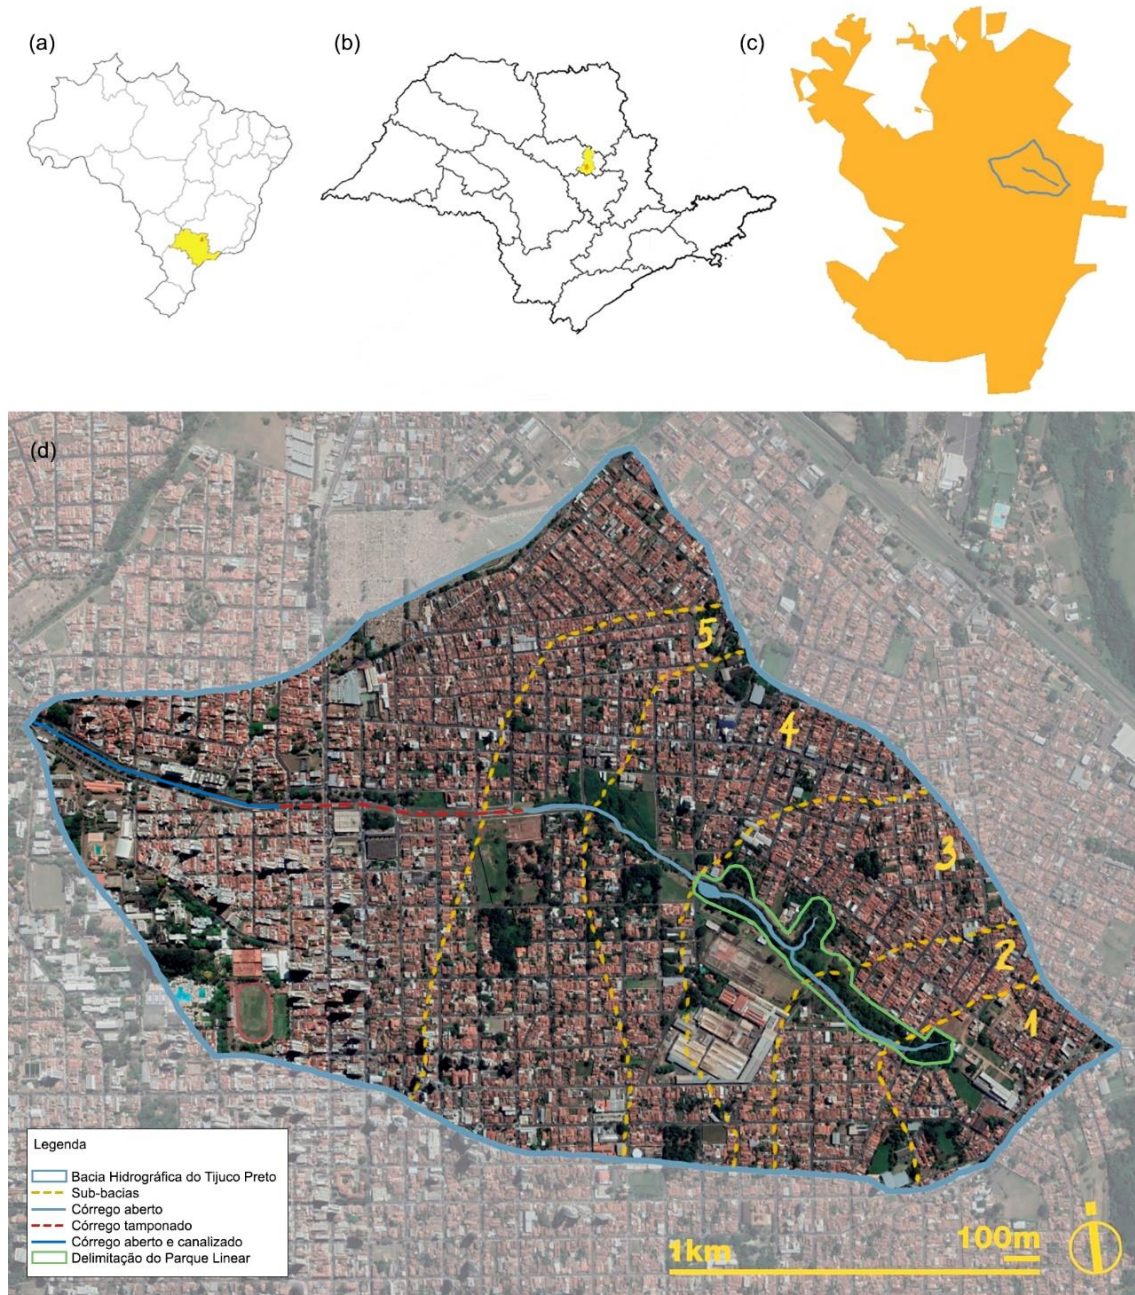 (a)
(b)
(c)
(d)
5
4
3
2
1
Legenda
Bacia Hidrográfica do Tijuco Preto
Sub-bacias
Córrego aberto
Córrego tamponado
Córrego aberto e canalizado
Delimitação do Parque Linear
100m
1km